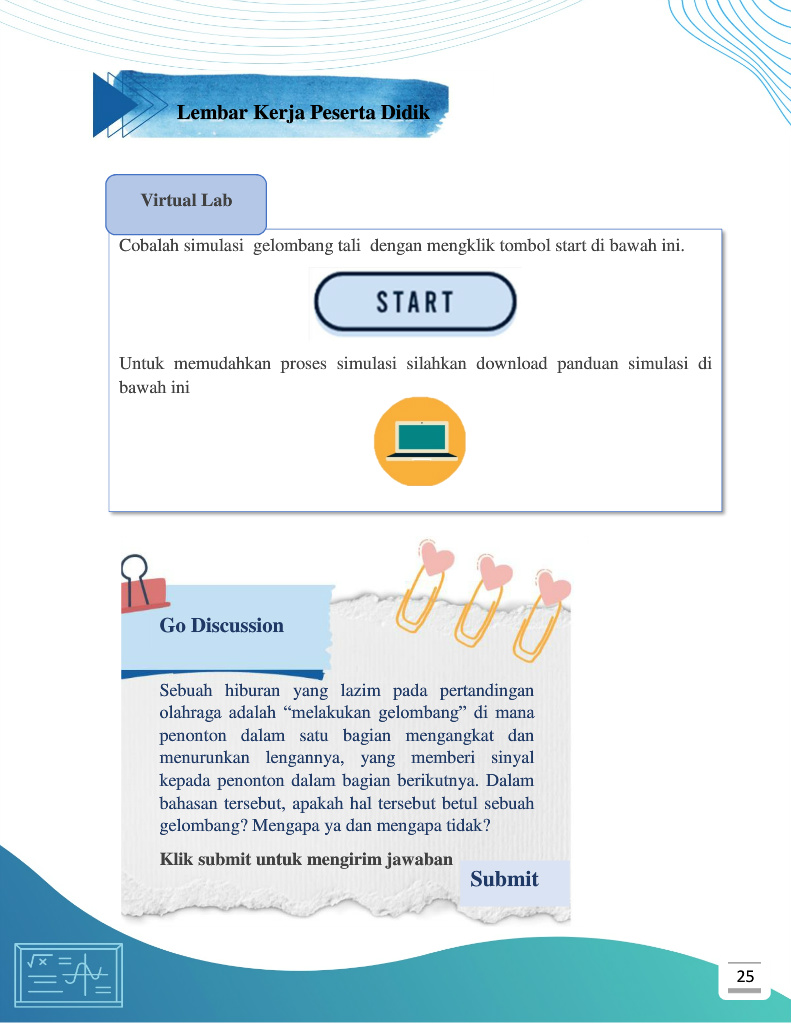 Lembar Kerja Peserta Didik
Virtual Lab
Cobalah simulasi gelombang tali dengan mengklik tombol start di bawah ini.
START
Untuk memudahkan proses simulasi silahkan download panduan simulasi di
bawah ini
Go Discussion
Sebuah hiburan yang lazim pada pertandingan
olahraga adalah “melakukan gelombang” di mana
penonton dalam satu bagian mengangkat dan
menurunkan lengannya, yang memberi sinyal
kepada penonton dalam bagian berikutnya. Dalam
bahasan tersebut, apakah hal tersebut betul sebuah
gelombang? Mengapa ya dan mengapa tidak?
Klik submit untuk mengirim jawaban
Submit
√x
25